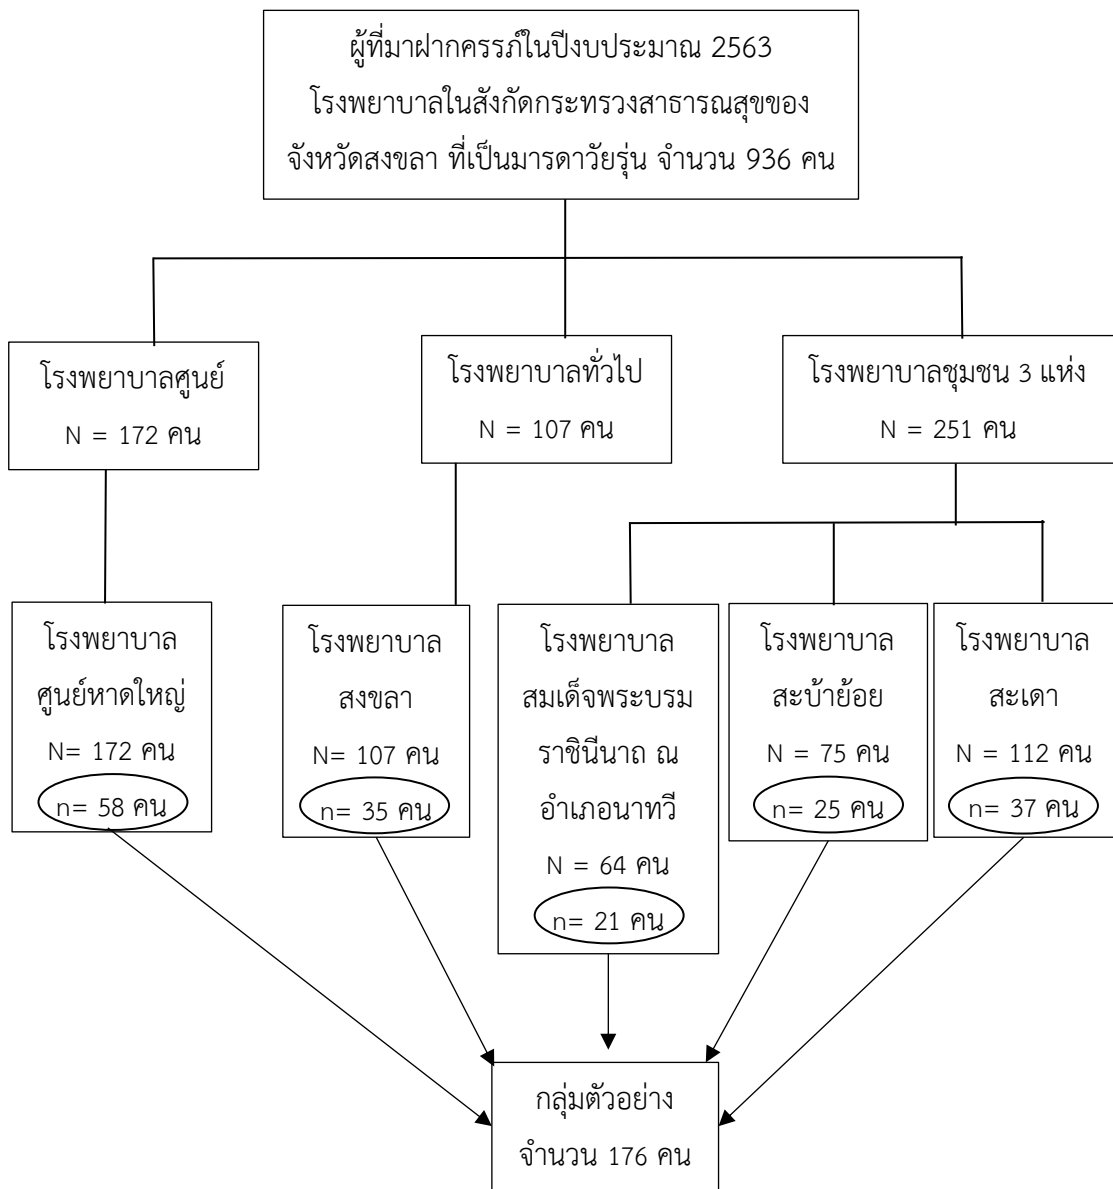 ผู้ที่มาฝากครรภ์ในปีงบประมาณ 2563
โรงพยาบาลในสังกัดกระทรวงสาธารณสุขของ
จังหวัดสงขลา ที่เป็นมารดาวัยรุ่น จำนวน 936 คน
โรงพยาบาลศูนย์
N = 172 คน
โรงพยาบาลทั่วไป
N = 107 คน
โรงพยาบาลชุมชน 3 แห่ง
N = 251 คน
โรงพยาบาล
ศูนย์หาดใหญ่
N= 172 คน
n= 58 คน
โรงพยาบาล
สงขลา
N= 107 คน
n= 35 คน
โรงพยาบาล
สมเด็จพระบรม
ราชินีนาถ ณ
อำเภอนาทวี
N = 64 คน
n= 21 คน
โรงพยาบาล
สะบ้าย้อย
N = 75 คน
n= 25 คน
โรงพยาบาล
สะเดา
N = 112 คน
n= 37 คน
กลุ่มตัวอย่าง
จำนวน 176 คน